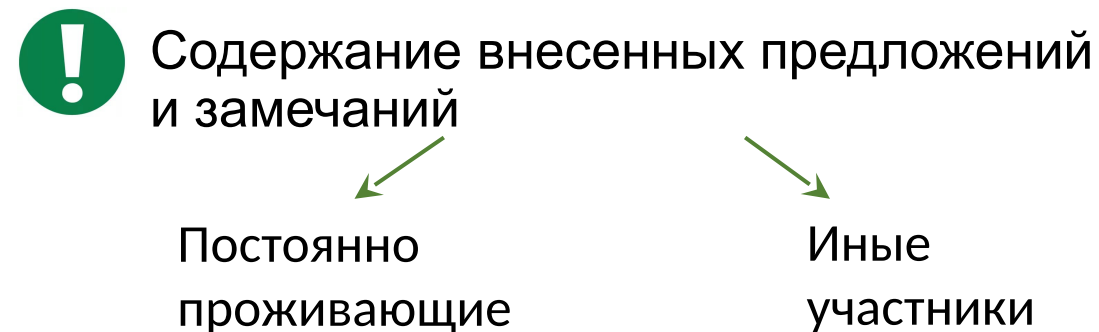 Содержание внесенных предложений
и замечаний
Постоянно
проживающие
Иные
участники